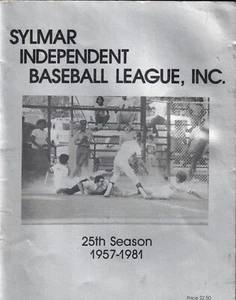 SYLMAR
INDEPENDENT
BASEBALL LEAGUE, INC.
25th Season
1957-1981
Price $2.50